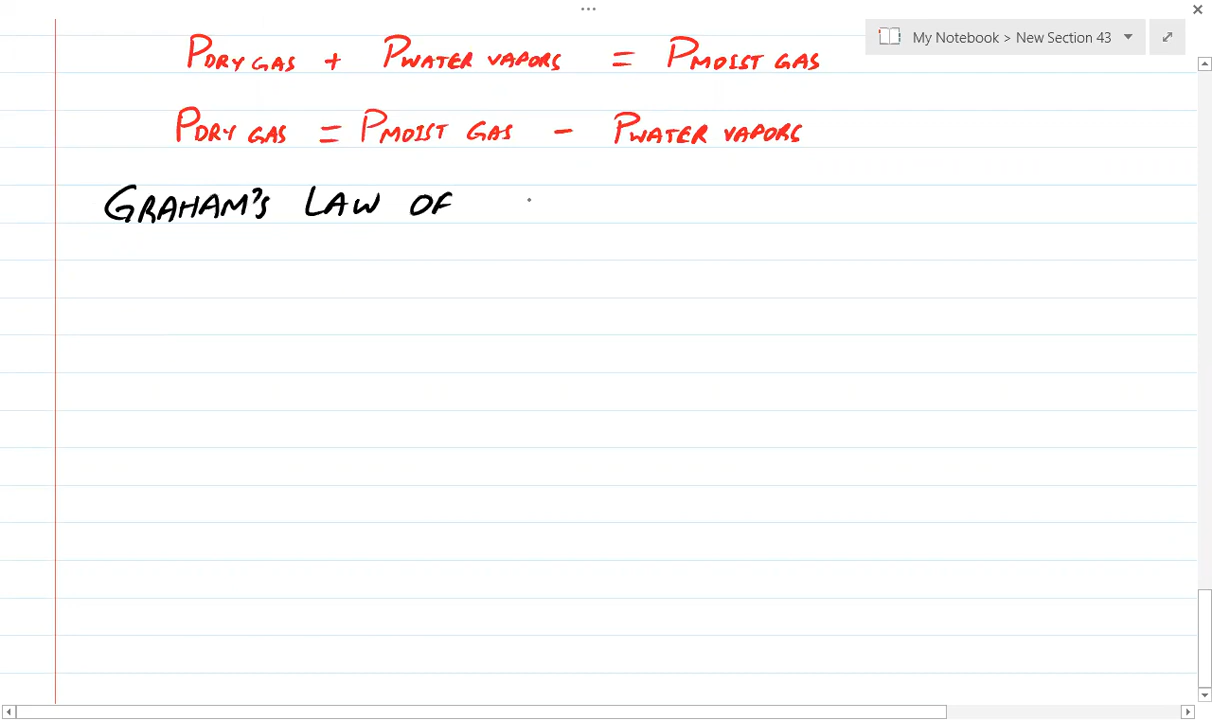 PDRY GAS + PWATER VAPORS = PMOIST GAS
My Notebook > New Section 43
PDRY GAS = PMOIST GAS - PWATER VAPORS
GRAHAM'S LAW OF